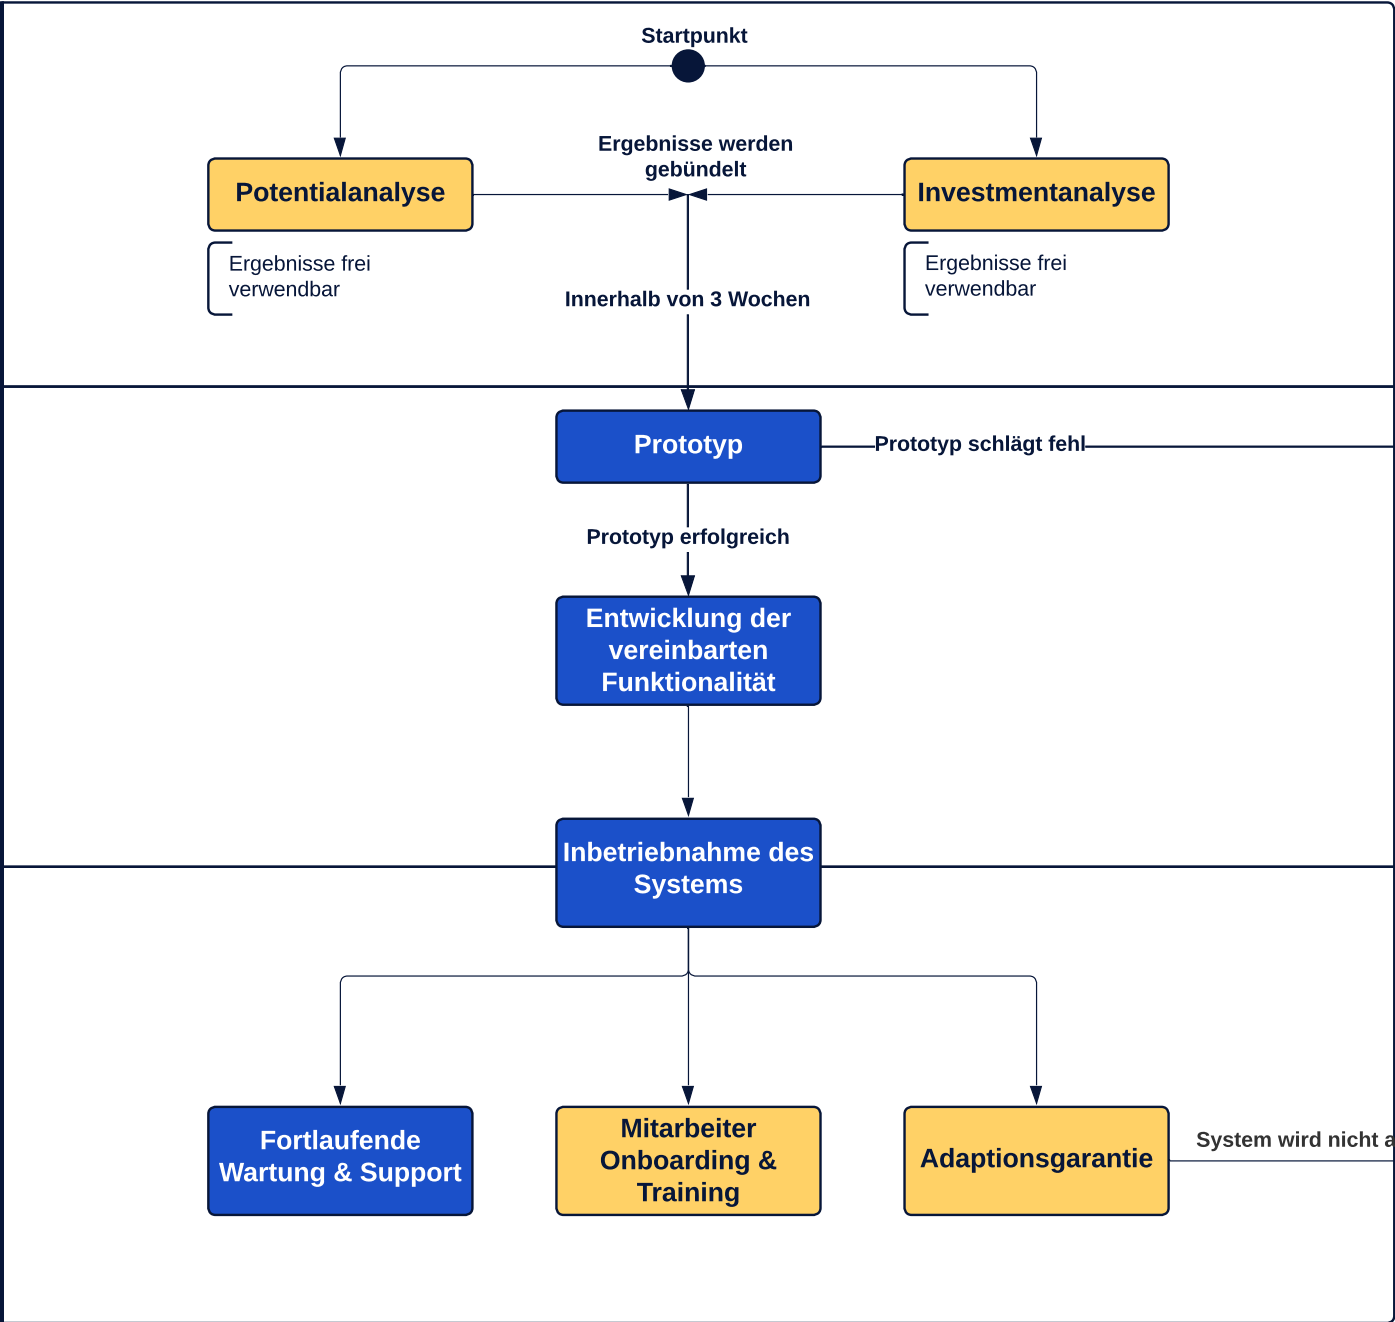 Startpunkt
Ergebnisse werden
gebündelt
Potentialanalyse
Investmentanalyse
Ergebnisse frei
verwendbar
Ergebnisse frei
verwendbar
Innerhalb von 3 Wochen
Prototyp
Prototyp schlägt fehl
Prototyp erfolgreich
Entwicklung der
vereinbarten
Funktionalität
Inbetriebnahme des
Systems
Fortlaufende
Wartung & Support
Mitarbeiter
Onboarding &
Training
Adaptionsgarantie
System wird nicht